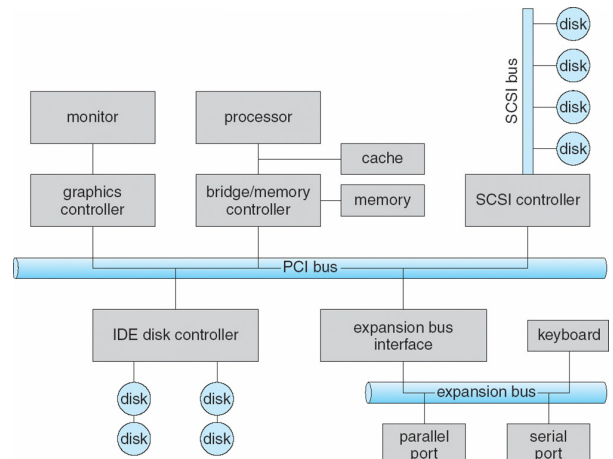 disk
disk
disk
disk
SCSI bus
monitor
processor
cache
graphics
controller
bridge/memory
controller
memory
SCSI controller
PCI bus
IDE disk controller
expansion bus
interface
keyboard
disk
disk
disk
disk
expansion bus
parallel
port
serial
port